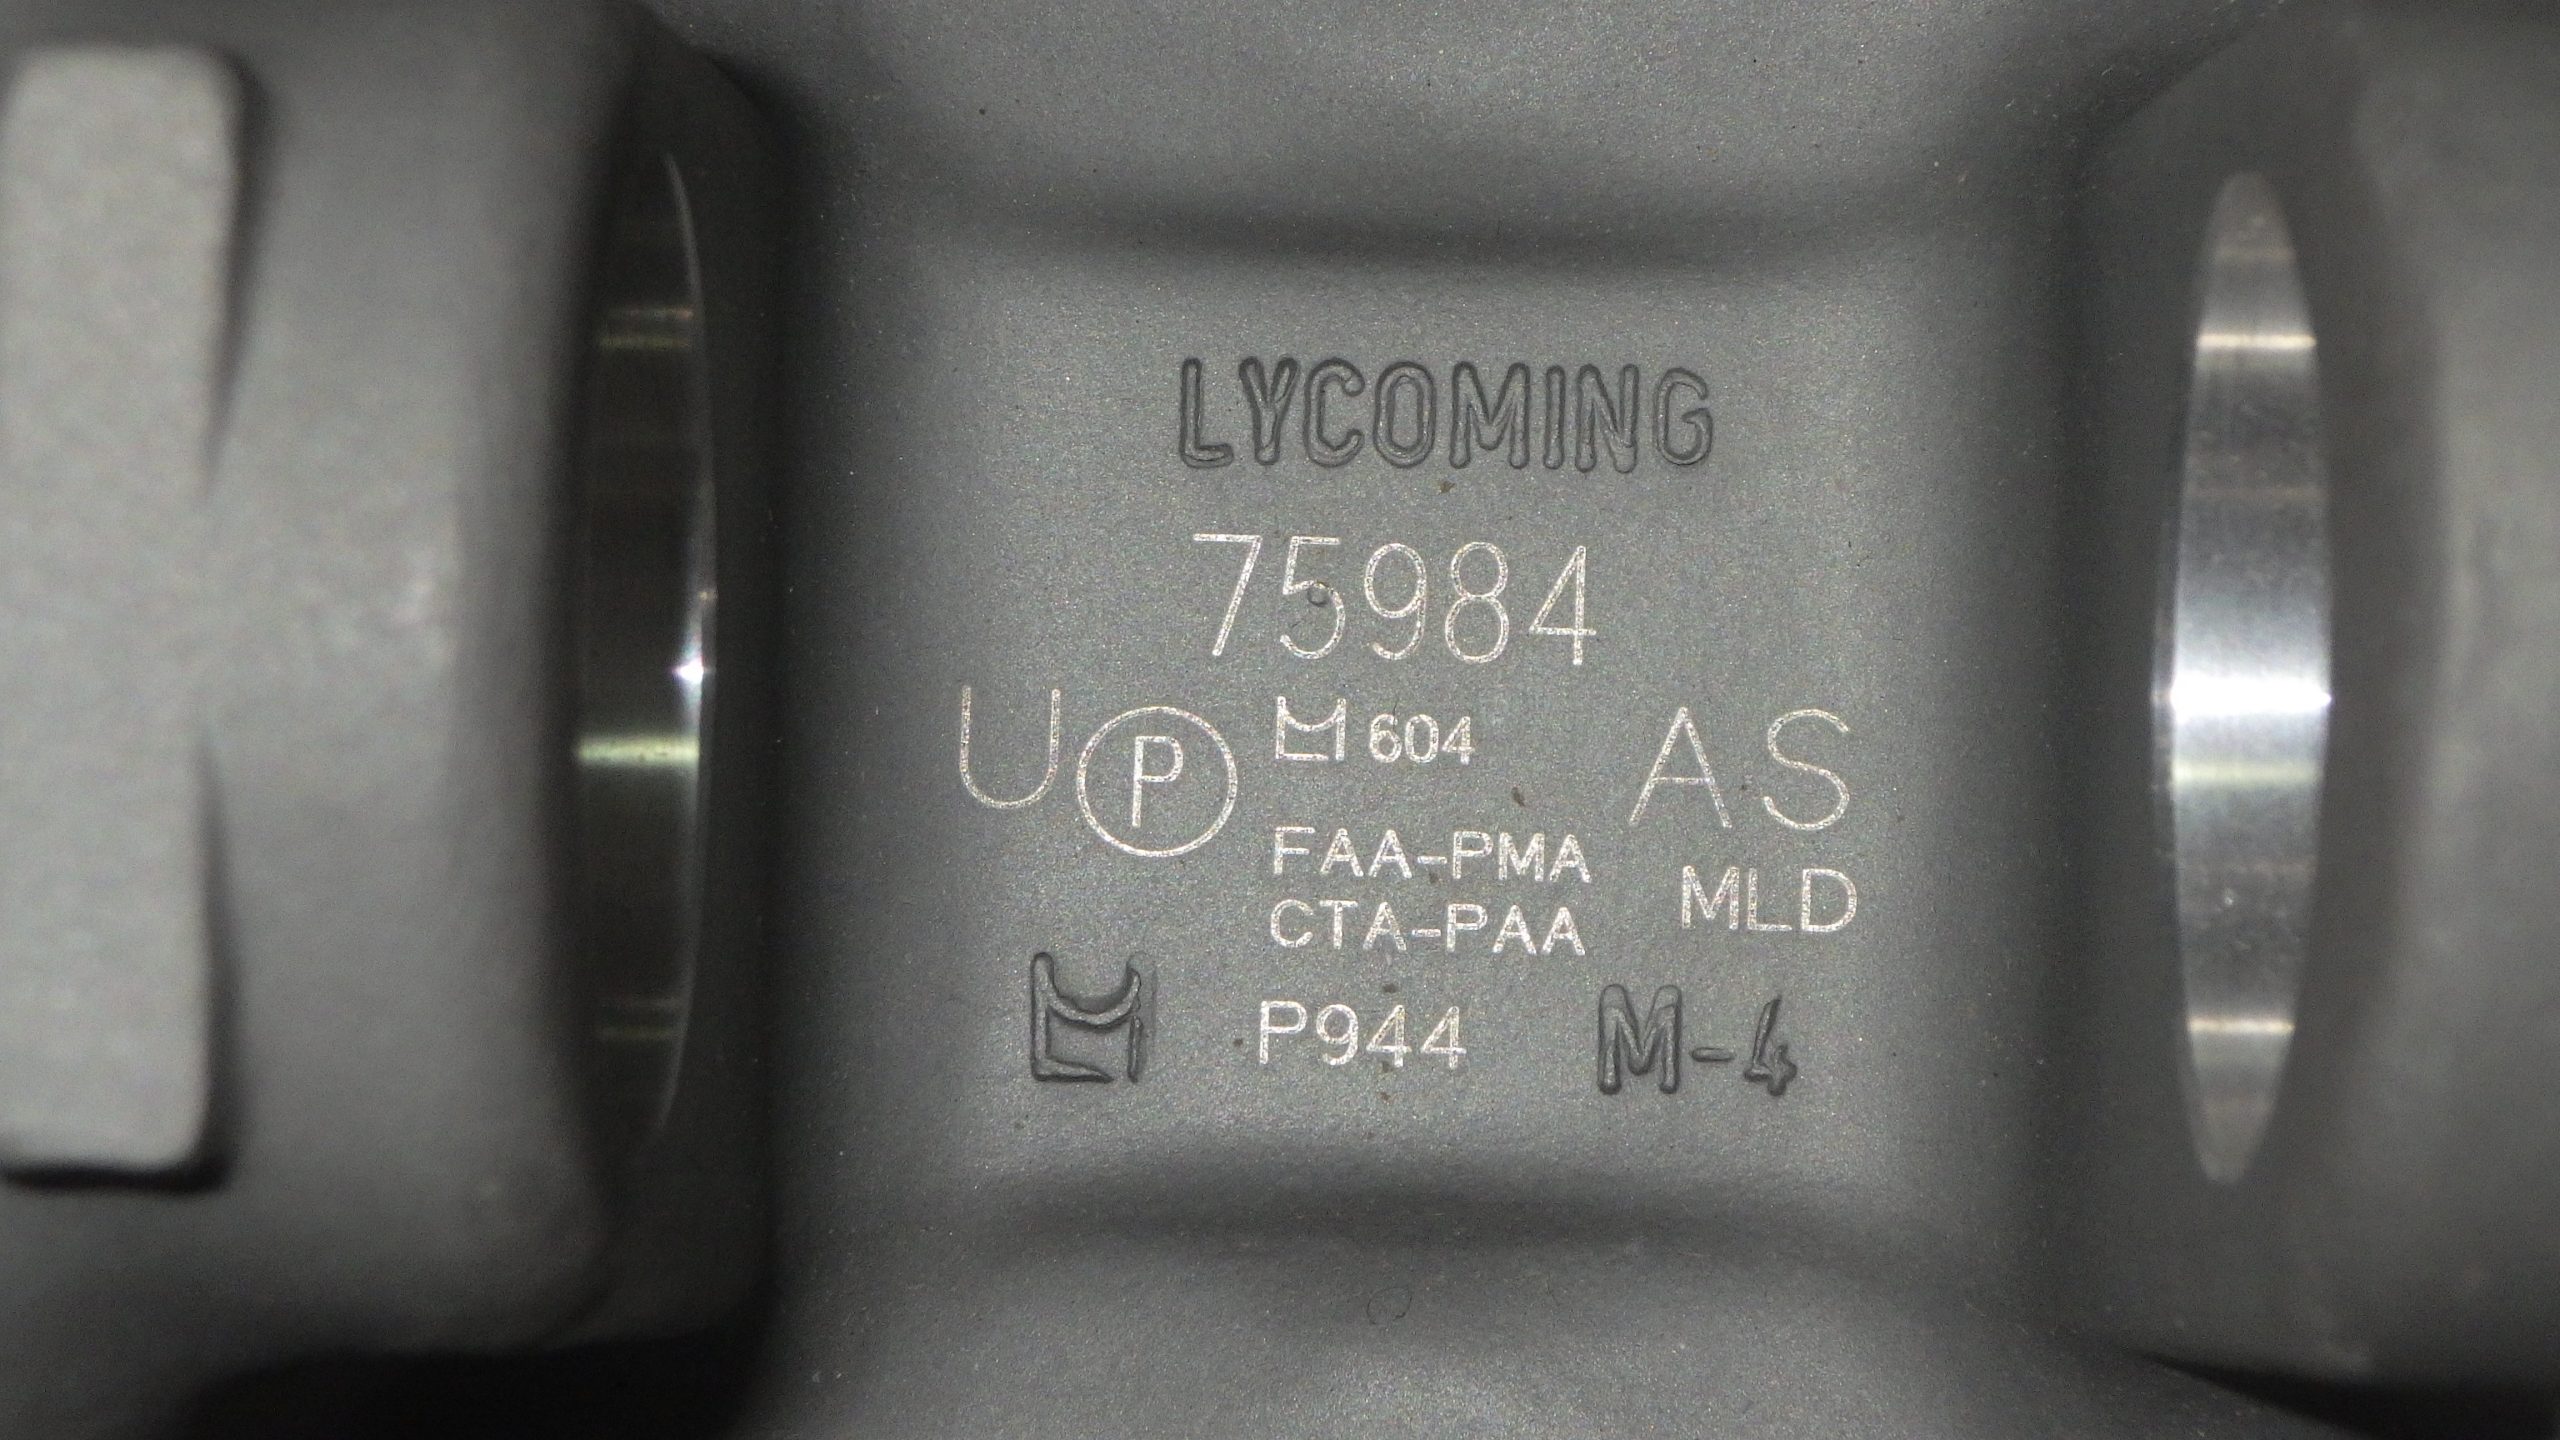 LYCOMING
75984
U P 604 AS
FAA-PMA
MLD
CTA-PAA
P944 M-4